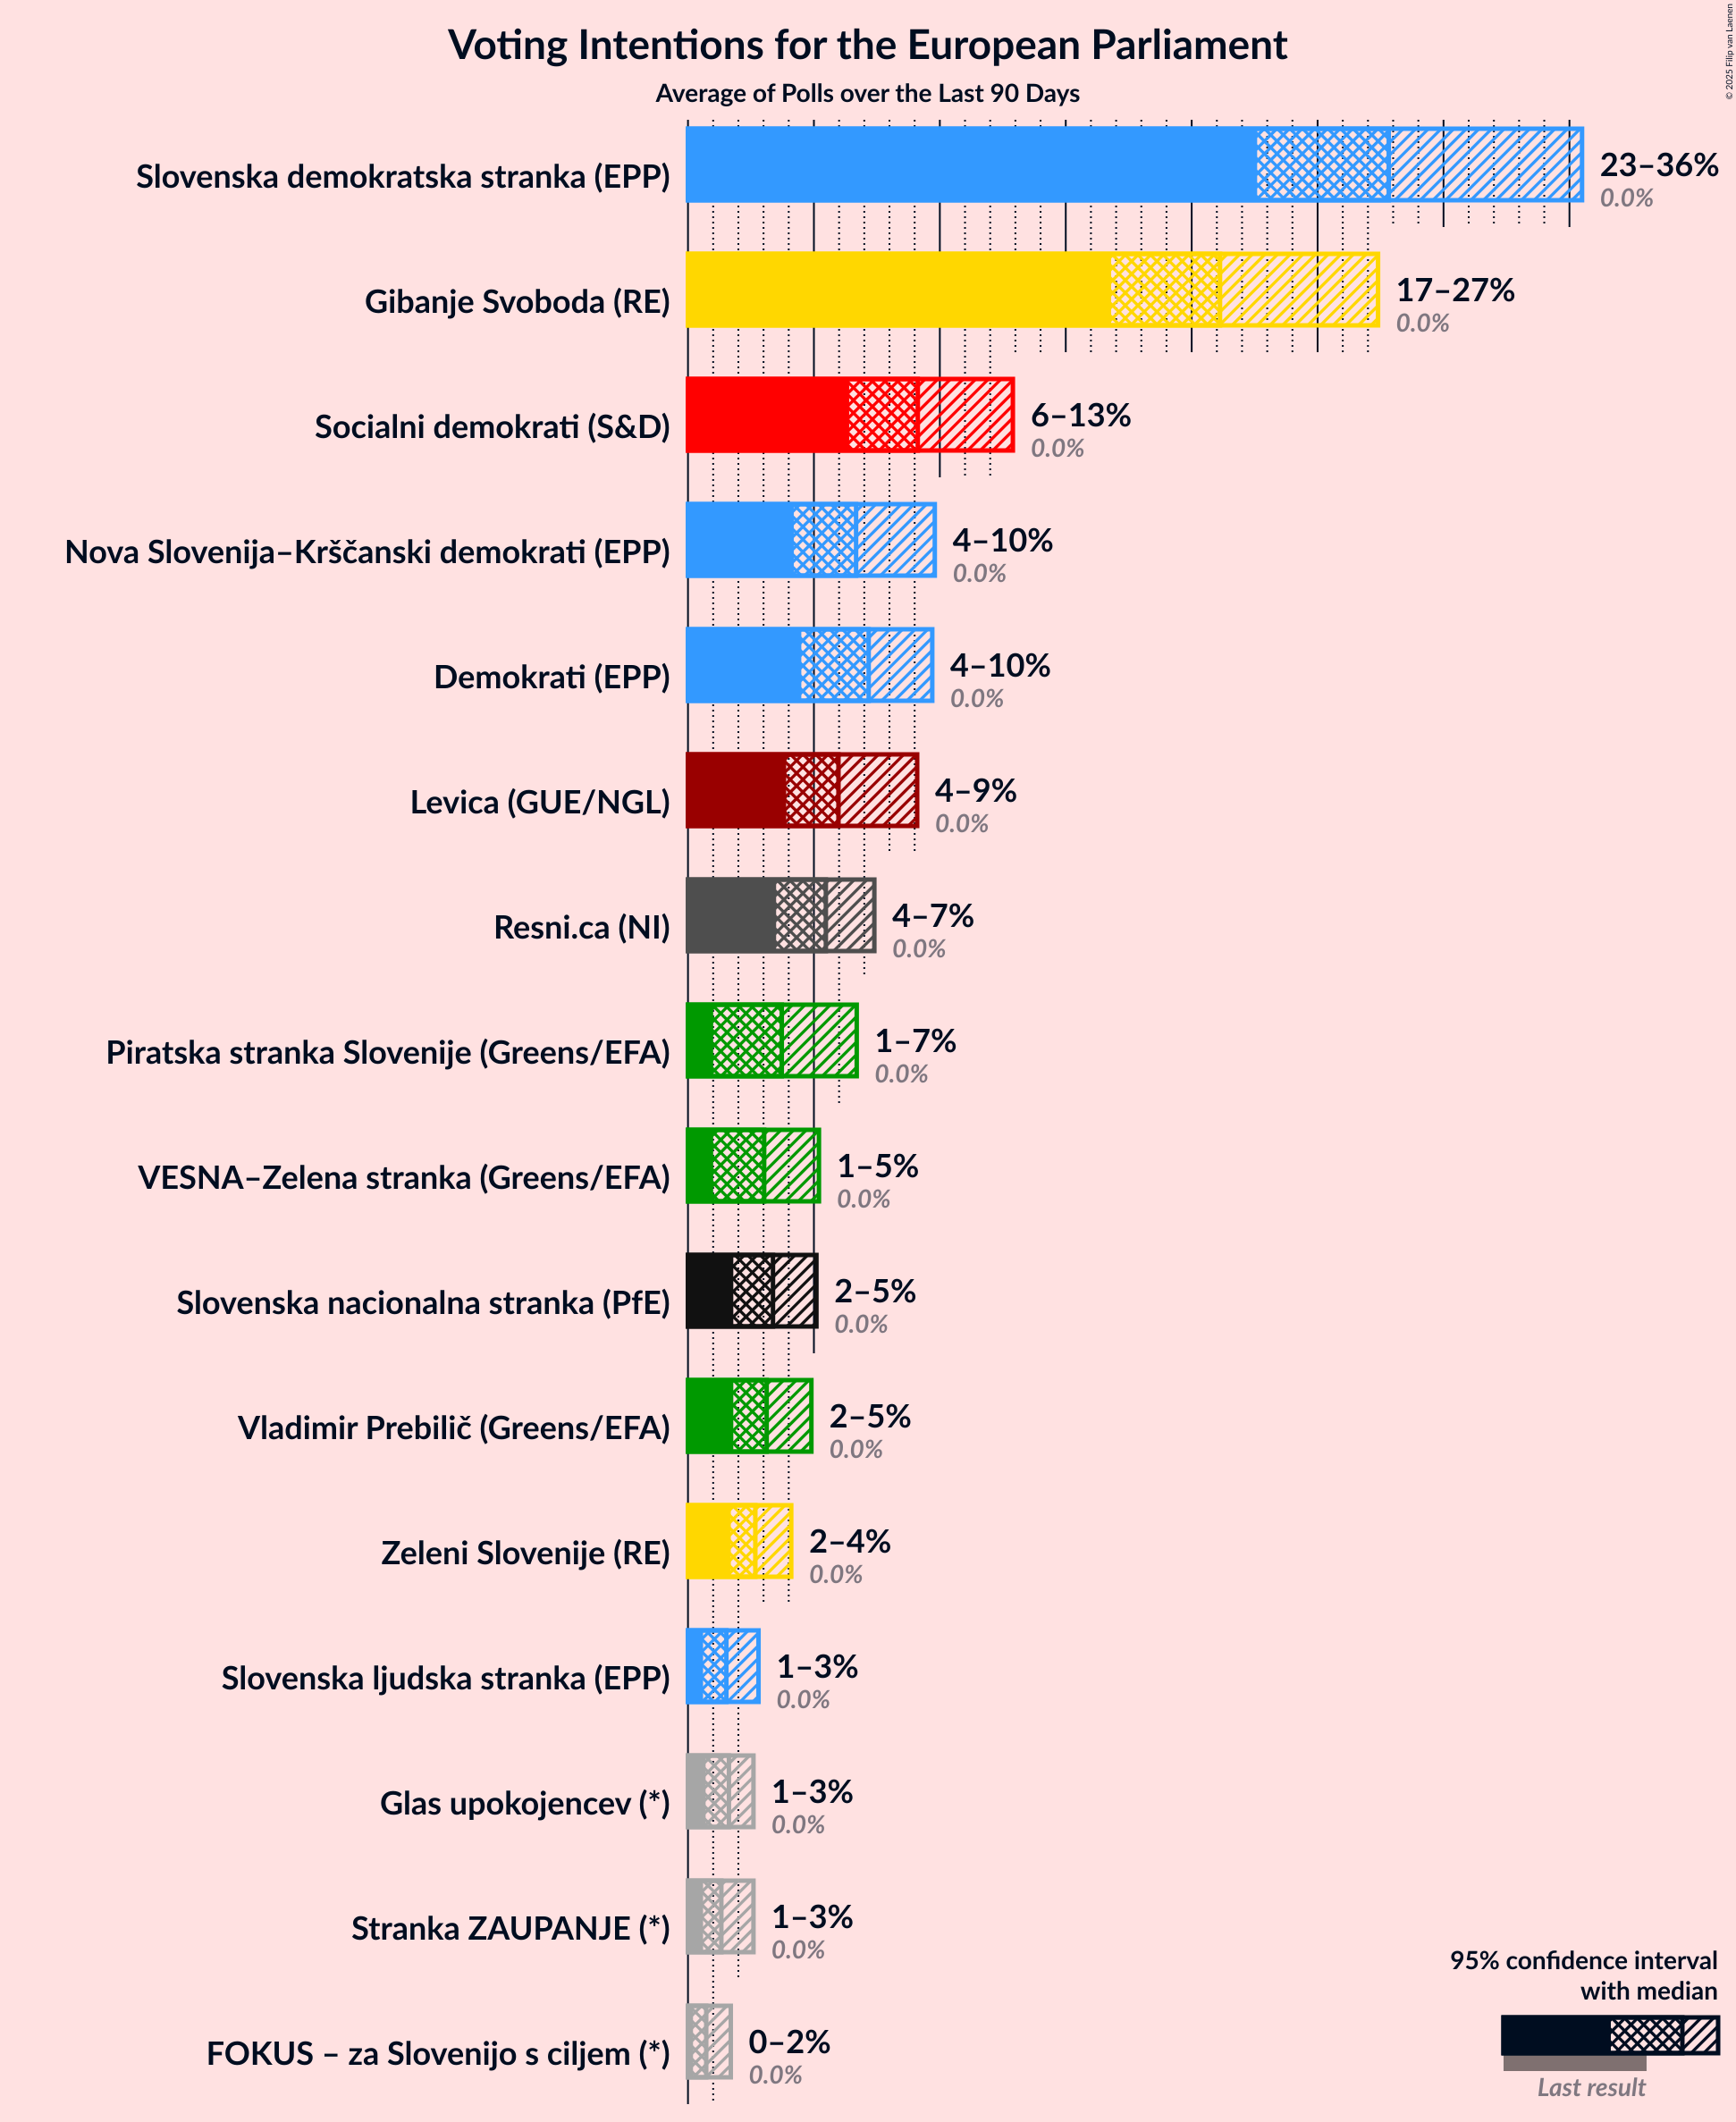 Voting Intentions for the European Parliament
Average of Polls over the Last 90 Days
© 2025 Filip van Laenen
Slovenska demokratska stranka (EPP)
23–36%
0.0%
Gibanje Svoboda (RE)
17–27%
0.0%
Socialni demokrati (S&D)
6–13%
0.0%
Nova Slovenija–Krščanski demokrati (EPP)
4–10%
0.0%
Demokrati (EPP)
4–10%
0.0%
Levica (GUE/NGL)
4–9%
0.0%
Resni.ca (NI)
4–7%
0.0%
Piratska stranka Slovenije (Greens/EFA)
1–7%
0.0%
VESNA–Zelena stranka (Greens/EFA)
1–5%
0.0%
Slovenska nacionalna stranka (PfE)
2–5%
0.0%
Vladimir Prebilič (Greens/EFA)
2–5%
0.0%
Zeleni Slovenije (RE)
2–4%
0.0%
Slovenska ljudska stranka (EPP)
1–3%
0.0%
Glas upokojencev (*)
1–3%
0.0%
Stranka ZAUPANJE (*)
1–3%
0.0%
FOKUS – za Slovenijo s ciljem (*)
0–2%
0.0%
95% confidence interval
with median
Last result